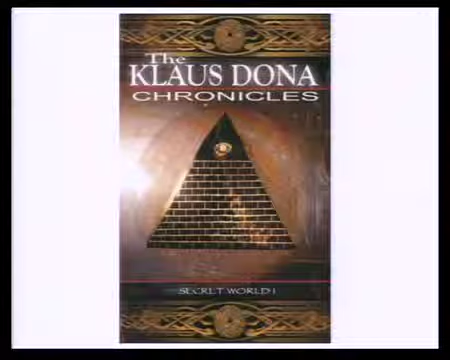 The
KLAUS DONA
CHRONICLES
SECRET WORLD I